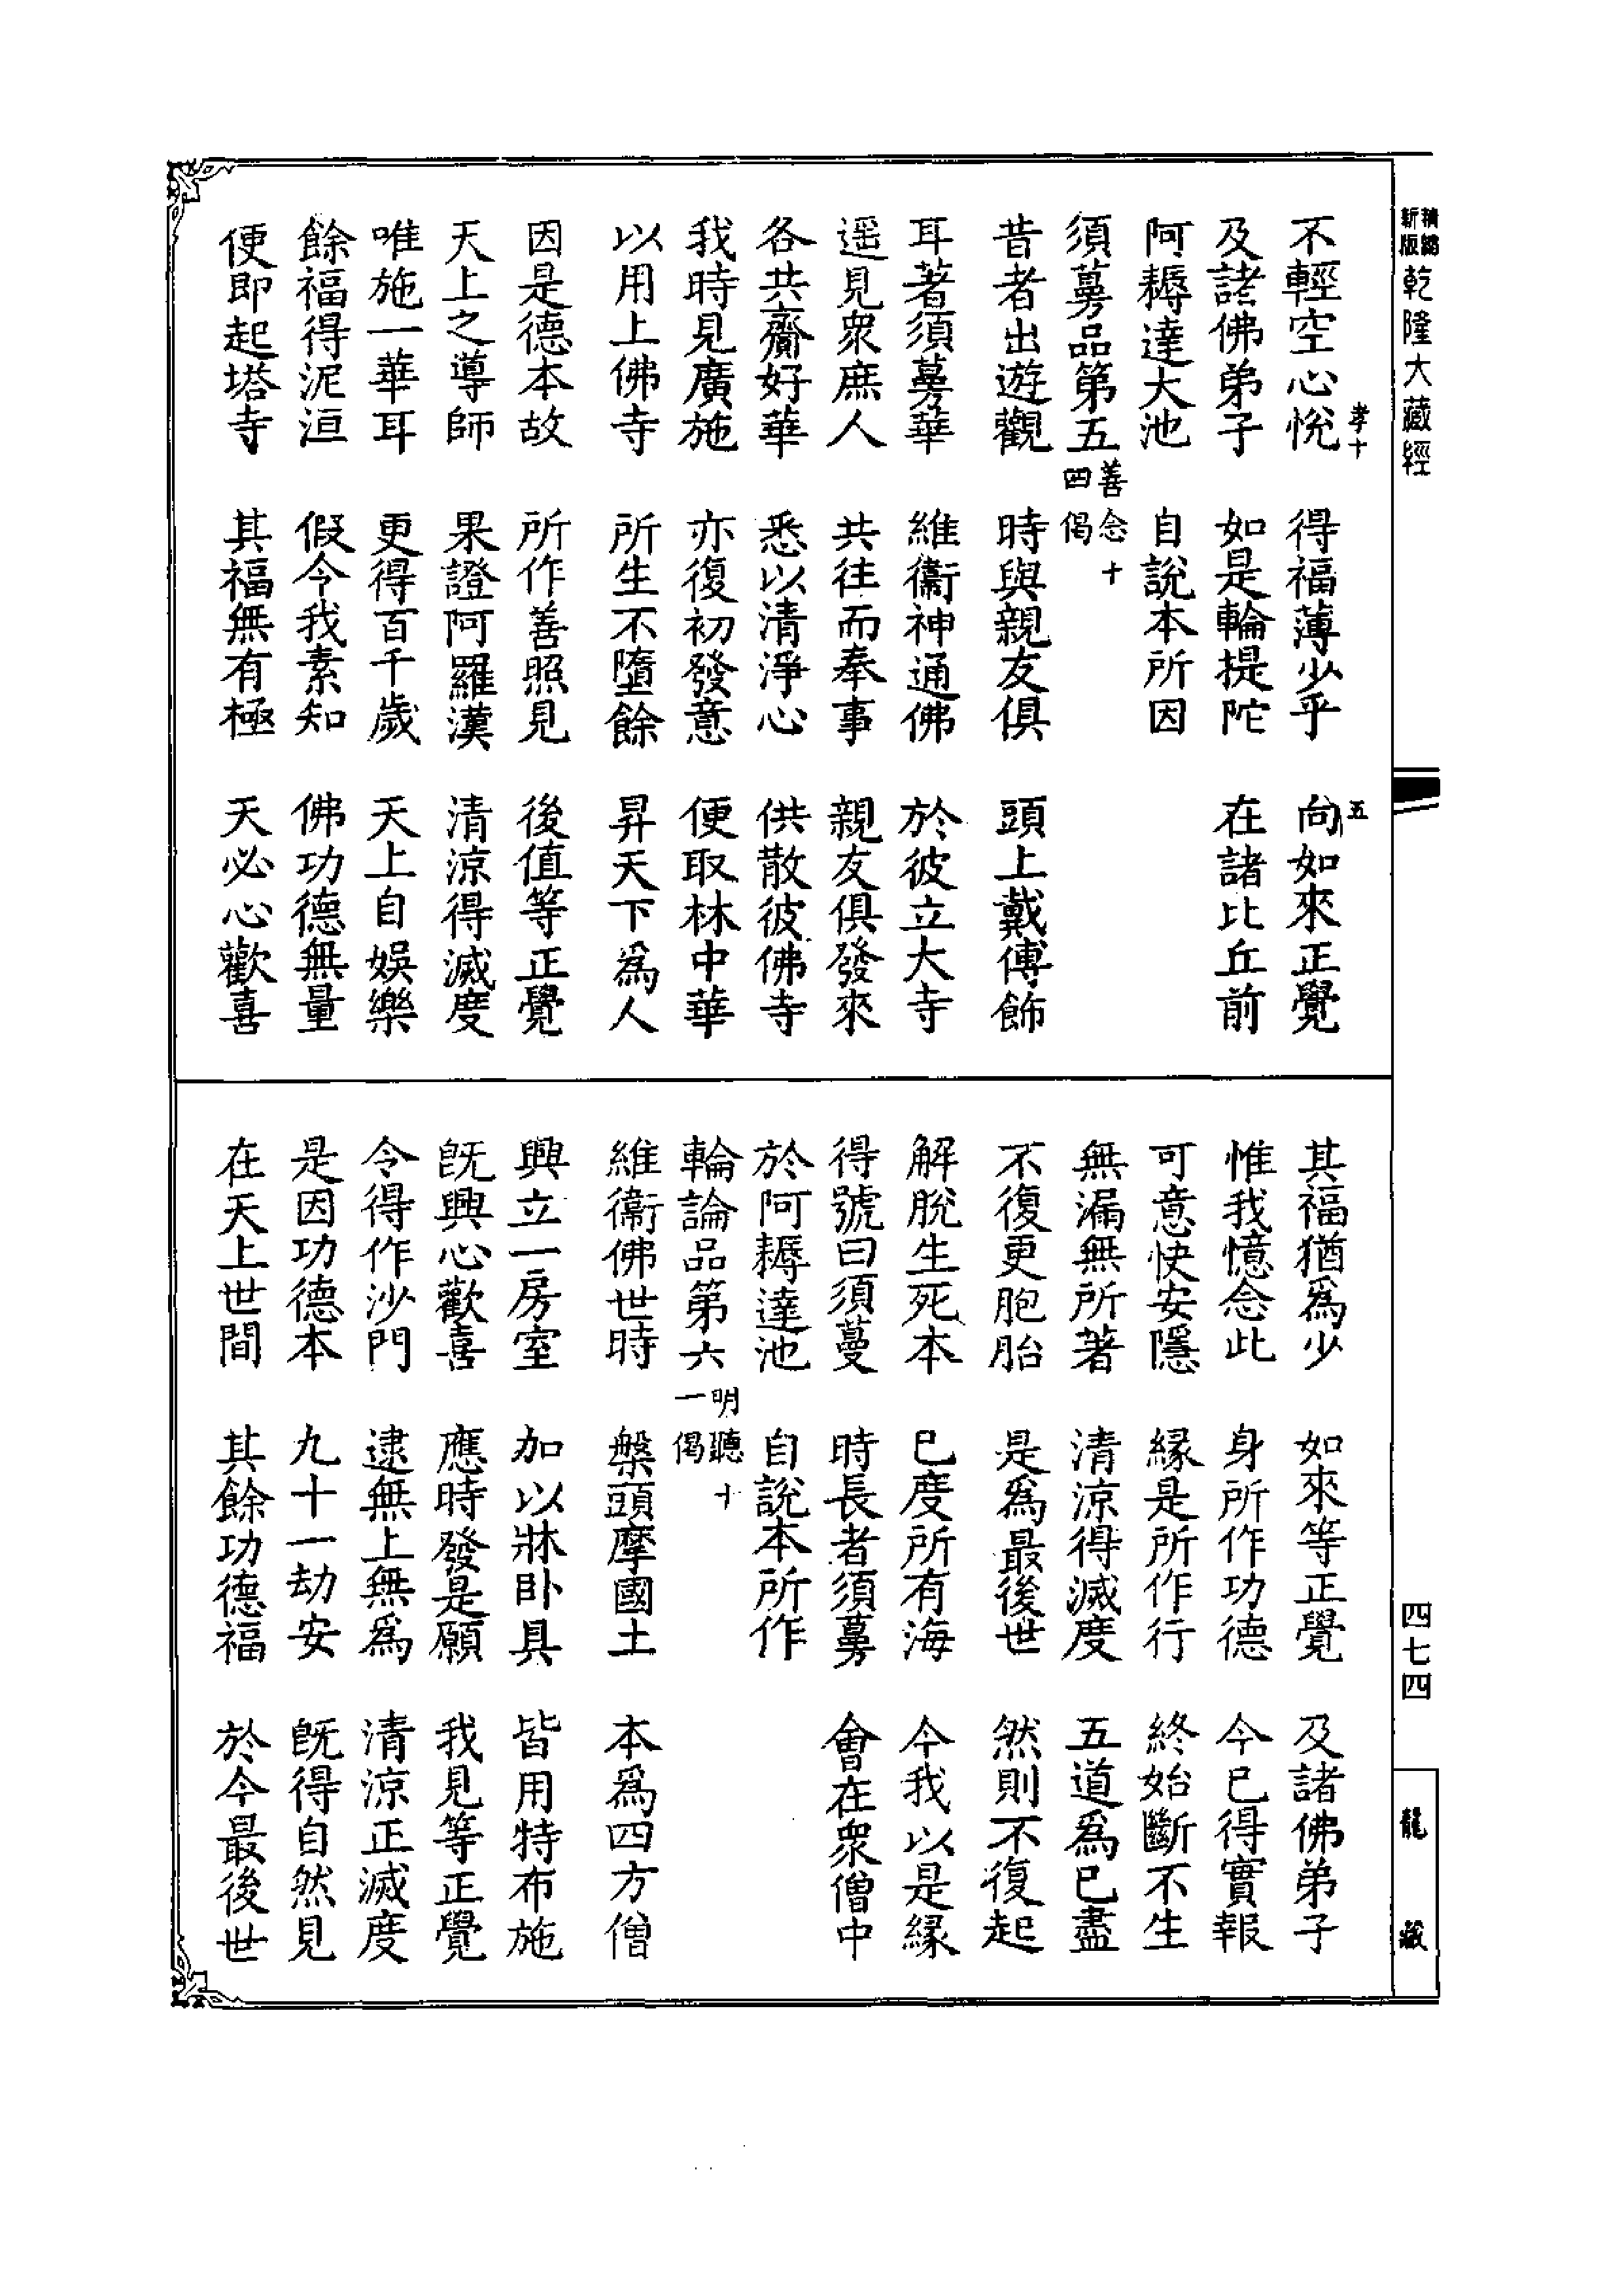 精縮新版乾隆大藏經
孝十
五
不輕空心悅　得福薄少乎　向如來正覺
及諸佛弟子　如是輪提陀　在諸比丘前
阿耨達大池　自說本所因
須蔓品第五善念十四偈
昔者出遊觀　時與親友俱　頭上戴傅飾
耳著須蔓華　維衞神通佛　於彼立大寺
遥見眾庶人　共往而奉事　親友俱發來
各共齎好華　悉以清淨心　供散彼佛寺
我時見廣施　亦復初發意　便取林中華
以用上佛寺　所生不墮餘　昇天下為人
因是德本故　所作善照見　後值等正覺
天上之導師　果證阿羅漢　清涼得滅度
唯施一華耳　更得百千歲　天上自娛樂
餘福得泥洹　假令我素知　佛功德無量
便即起塔寺　其福無有極　天必心歡喜
其福猶為少　如來等正覺　及諸佛弟子
惟我憶念此　身所作功德　今已得實報
可意快安隱　緣是所作行　終始斷不生
無漏無所著　清涼得滅度　五道為已盡
不復更胞胎　是為最後世　然則不復起
解脫生死本　已度所有海　今我以是緣
得號曰須蔓　時長者須蔓　會在眾僧中
於阿耨達池　自說本所作
輪論品第六明聽十一偈
維衞佛世時　槃頭摩國土　本為四方僧
興立一房室　加以牀卧具　皆用特布施
既興心歡喜　應時發是願　我見等正覺
令得作沙門　逮無上無為　清涼正滅度
是因功德本　九十一劫安　既得自然見
在天上世間　其餘功德福　於今最後世
四七四
龍藏